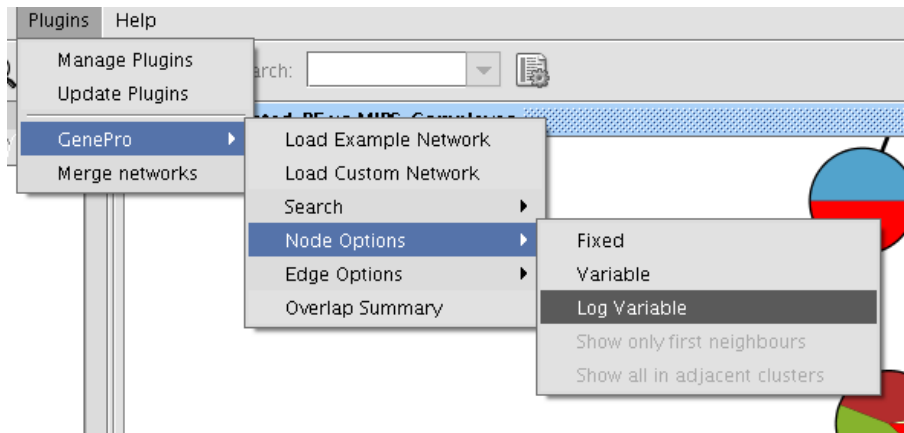 Plugins Help
Manage Plugins
Update Plugins
arch:
GenePro
Merge networks
Load Example Network
Load Custom Network
Search
Node Options
Edge Options
Overlap Summary
Fixed
Variable
Log Variable
Show only first neighbours
Show all in adjacent clusters